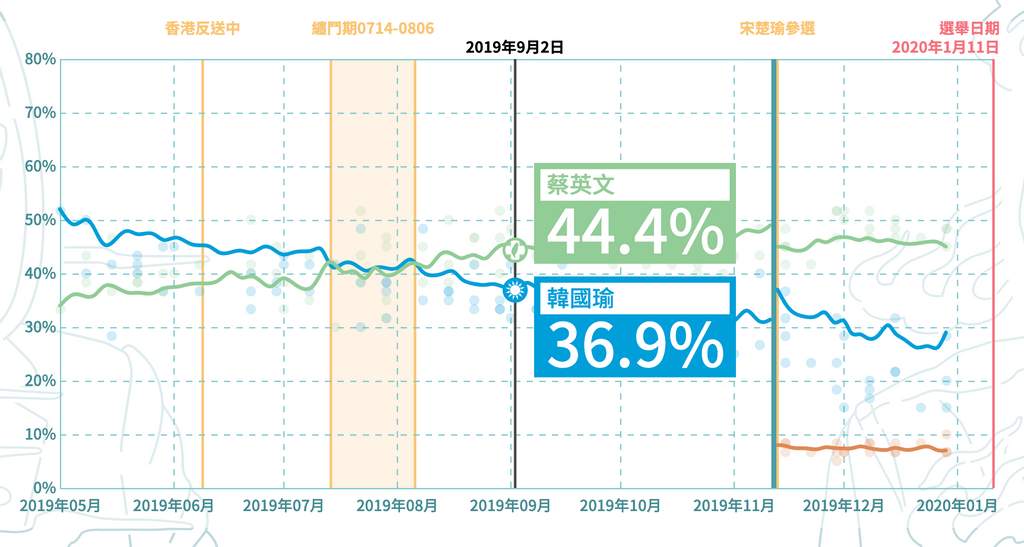 香港反送中
纏鬥期0714-0806
宋楚瑜參選
選舉日期
2019年9月2日
2020年1月11日
80%
70%
60%
50%
40%
30%
20%
10%
0%
蔡英文
44.4%
韓國瑜
36.9%
2019年05月
2019年06月
2019年07月
2019年08月
2019年09月
2019年10月
2019年11月
2019年12月
2020年01月